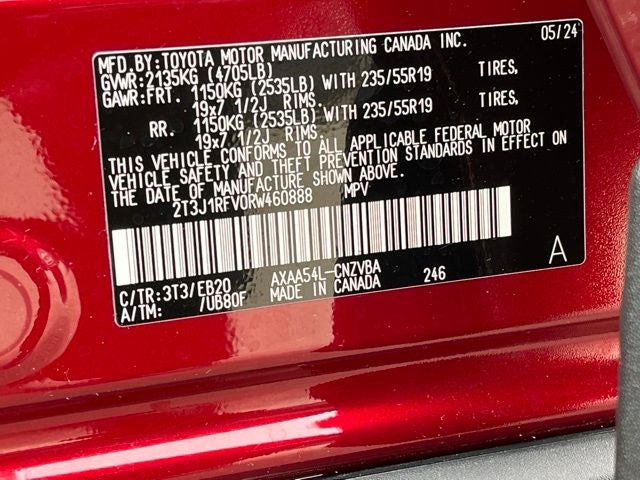 MFD.BY:TOYOTA MOTOR MANUFACTURING CANADA INC. 05/24
GVWR:2135KG (4705LB)
GAWR:FRT. 1150KG (2535LB) WITH 235/55R19 TIRES,
19x7 1/2J RIMS.
RR. 1150KG (2535LB) WITH 235/55R19 TIRES,
19x7 1/2J RIMS.
THIS VEHICLE CONFORMS TO ALL APPLICABLE FEDERAL MOTOR
VEHICLE SAFETY AND THEFT PREVENTION STANDARDS IN EFFECT ON
THE DATE OF MANUFACTURE SHOWN ABOVE.
2T3J1RFV0RW460888 MPV
A
C/TR:3T3/EB20 AXAA54L-CNZVBA 246
A/TM: /UB80F MADE IN CANADA